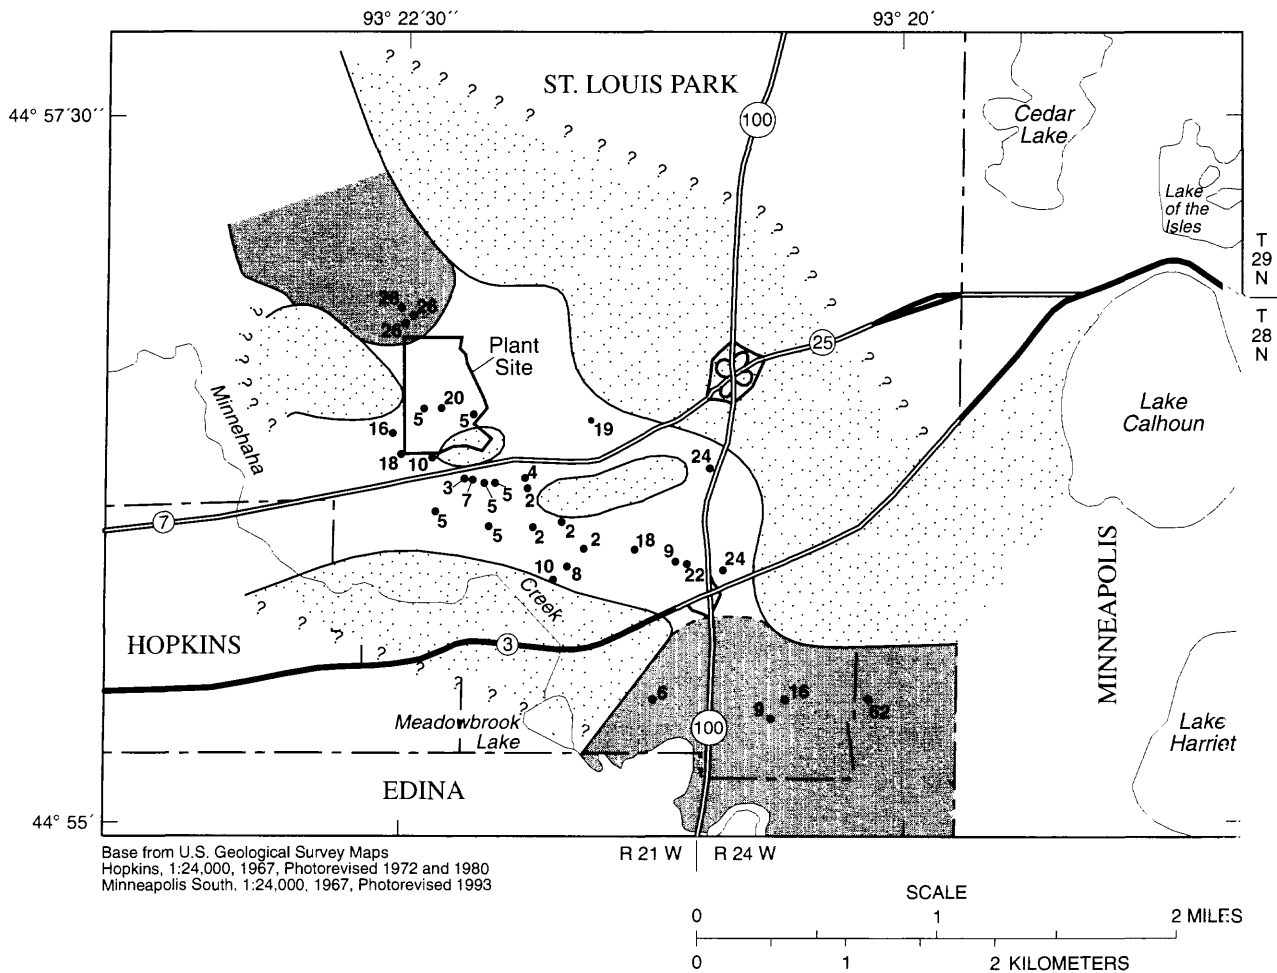 93° 22´30´´
93° 20´
ST. LOUIS PARK
44° 57´30´´
100
Cedar
Lake
?
Lake
of the
Isles
T
29
N
T
28
N
26
26
26
25
Plant
Site
Minnehaha
Lake
Calhoun
20
5
5
16
19
18
10
24
4
3
7
5
5
2
7
5
5
2
2
2
18
9
22
24
10
8
Creek
MINNEAPOLIS
HOPKINS
3
6
16
9
62
100
Meadowbrook
Lake
Lake
Harriet
EDINA
44° 55´
Base from U.S. Geological Survey Maps
Hopkins, 1:24,000, 1967, Photorevised 1972 and 1980
Minneapolis South. 1:24,000, 1967, Photorevised 1993
R 21 W
R 24 W
SCALE
0 1 2 MILES
0 1 2 KILOMETERS